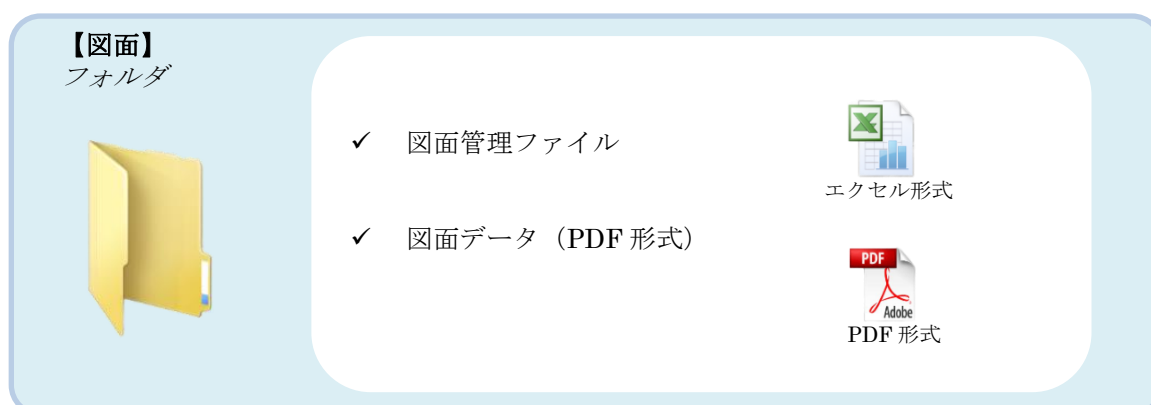 【図面】
フォルダ
✓ 図面管理ファイル
エクセル形式
✓ 図面データ（PDF 形式）
PDF
Adobe
PDF 形式